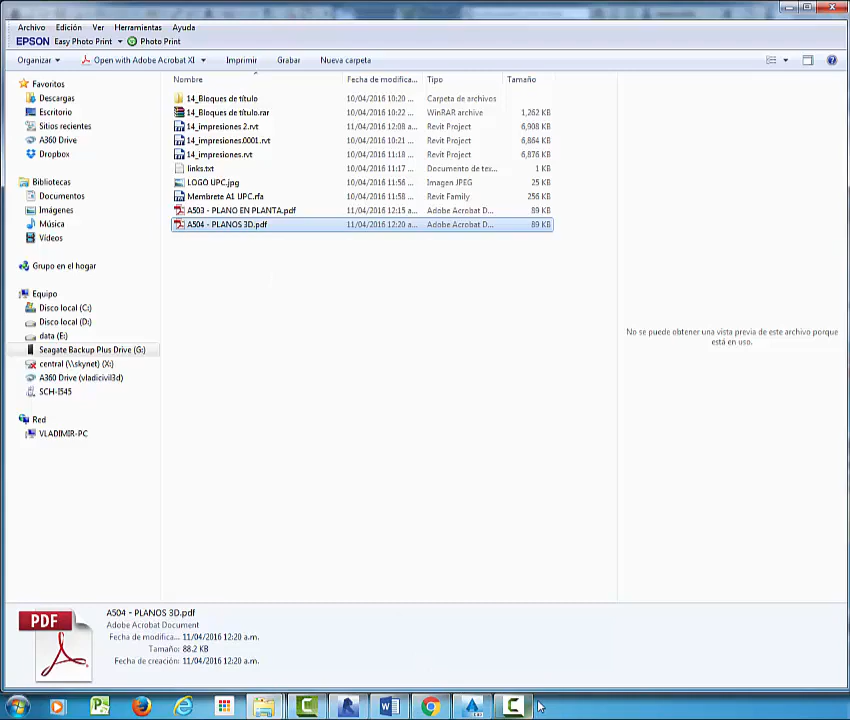 Archivo Edición Ver Herramientas Ayuda
EPSON Easy Photo Print Photo Print
Organizar Open with Adobe Acrobat XI Imprimir Grabar Nueva carpeta
Nombre Fecha de modifica... Tipo Tamaño
14_Bloques de título 10/04/2016 10:20 ... Carpeta de archivos
14_Bloques de título.rar 10/04/2016 10:22 ... WinRAR archive 1,262 KB
14_impresiones 2.rvt 11/04/2016 12:08 a... Revit Project 6,908 KB
14_impresiones.0001.rvt 10/04/2016 10:21 ... Revit Project 6,864 KB
14_impresiones.rvt 10/04/2016 11:18 ... Revit Project 6,876 KB
links.txt 10/04/2016 11:17 ... Documento de tex... 1 KB
LOGO UPC.jpg 10/04/2016 11:56 ... Imagen JPEG 25 KB
Membrete A1 UPC.rfa 10/04/2016 11:58 ... Revit Family 256 KB
A503 - PLANO EN PLANTA.pdf 11/04/2016 12:15 a... Adobe Acrobat D... 89 KB
A504 - PLANOS 3D.pdf 11/04/2016 12:20 a... Adobe Acrobat D... 89 KB
Favoritos
Descargas
Escritorio
Sitios recientes
A360 Drive
Dropbox
Bibliotecas
Documentos
Imágenes
Música
Vídeos
Grupo en el hogar
Equipo
Disco local (C:)
Disco local (D:)
data (E:)
Seagate Backup Plus Drive (G:)
central (\\skynet) (X:)
A360 Drive (vladicivil3d)
SCH-I545
Red
VLADIMIR-PC
No se puede obtener una vista previa de este archivo porque
está en uso.
PDF
A504 - PLANOS 3D.pdf
Adobe Acrobat Document
Fecha de modifica... 11/04/2016 12:20 a.m.
Tamaño: 88.2 KB
Fecha de creación: 11/04/2016 12:20 a.m.